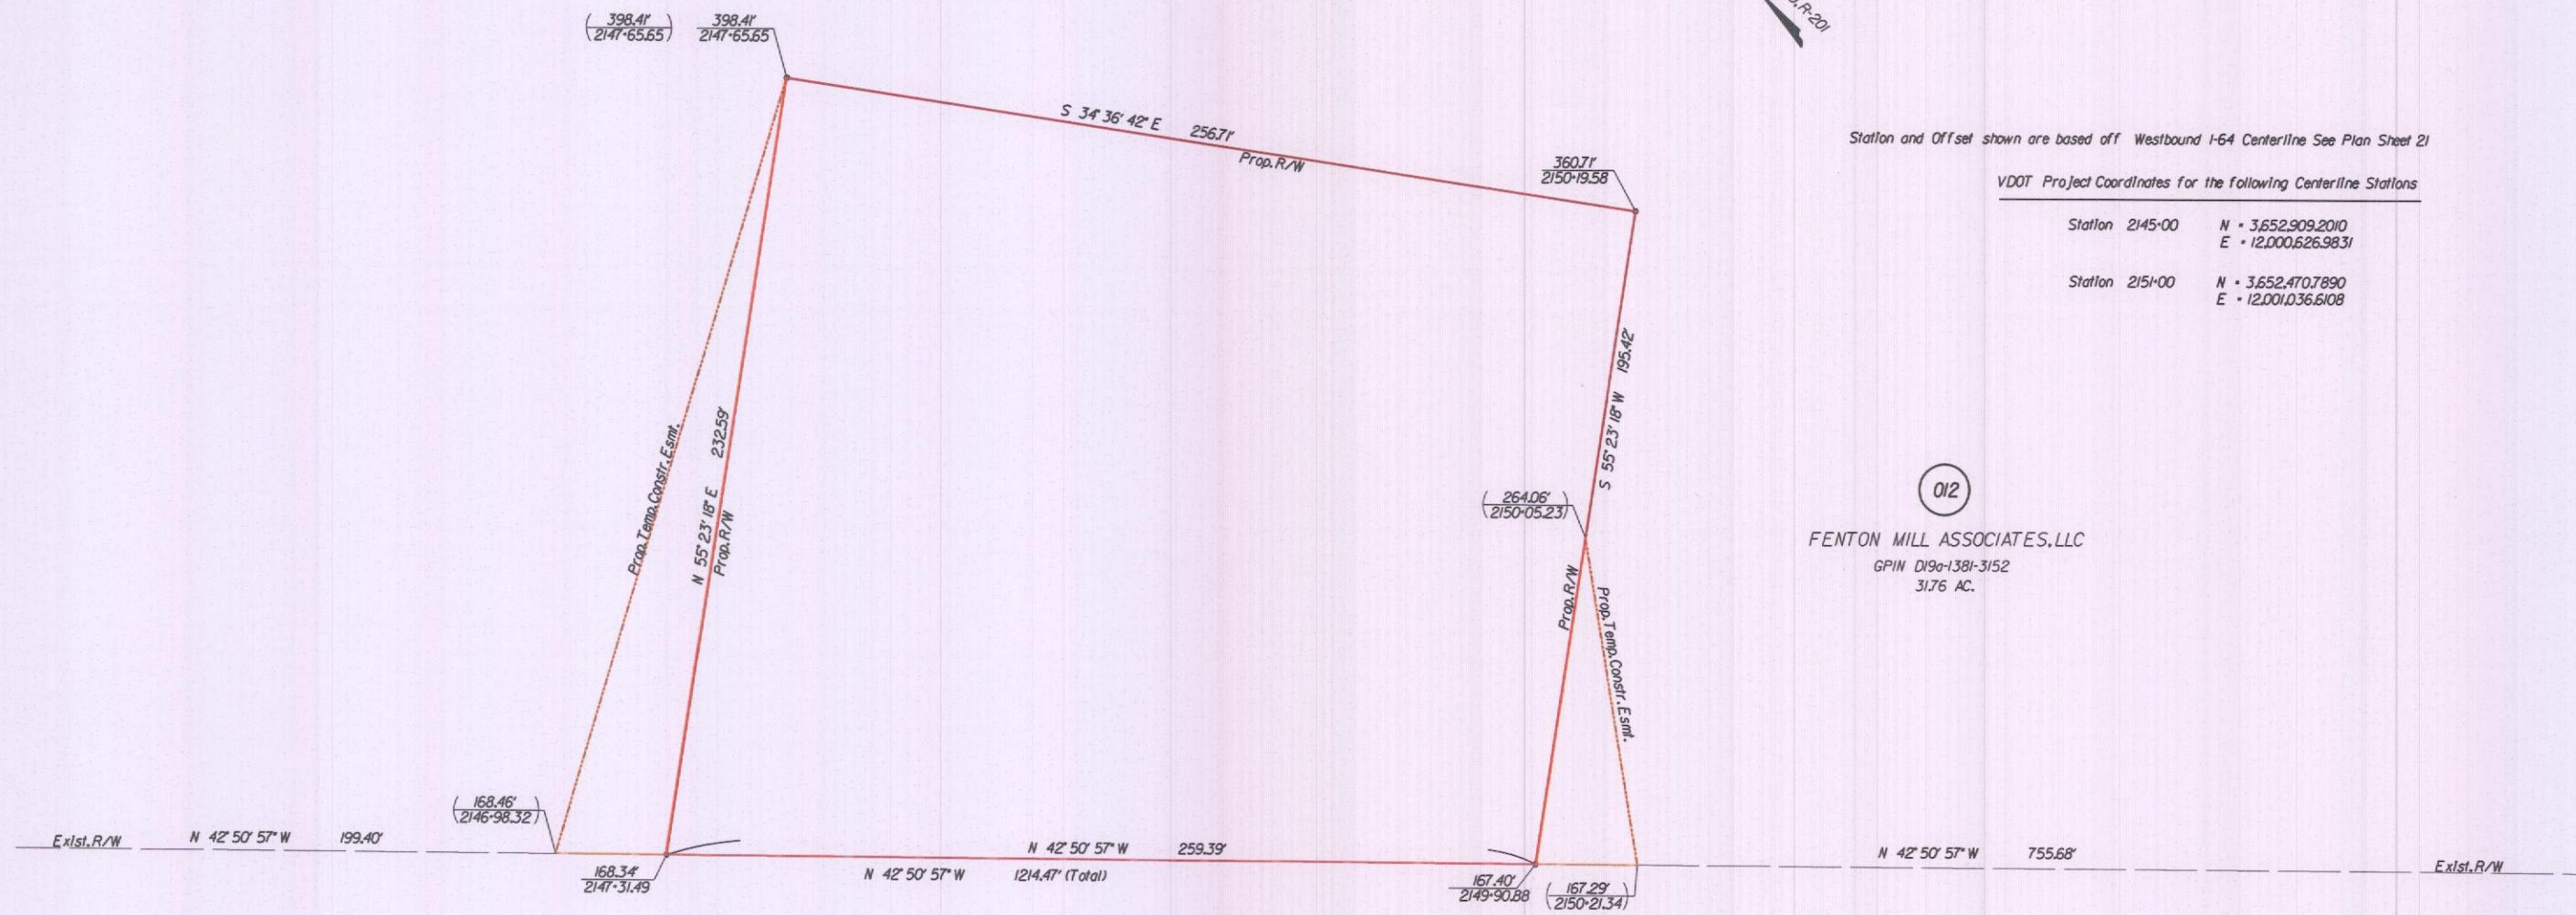 R-201
398.41'
2147+65.65
398.41'
2147+65.65
S 34° 36' 42" E 256.71'
Prop. R/W
360.71'
2150+19.58
Station and Offset shown are based off Westbound I-64 Centerline See Plan Sheet 21
VDOT Project Coordinates for the following Centerline Stations
Station 2145+00 N = 3,652,909.2010
E = 12,000,626.9831
Station 2151+00 N = 3,652,470.7890
E = 12,001,036.6108
Prop. Temp. Constr. Esmt.
N 55° 23' 18" E 232.59'
Prop. R/W
S 55° 23' 18" W 195.42'
264.06'
2150+05.23
Prop. R/W
Prop. Temp. Constr. Esmt.
012
FENTON MILL ASSOCIATES, LLC
GPIN D19a-1381-3152
31.76 AC.
168.46'
2146+98.32
Exist. R/W N 42° 50' 57" W 199.40'
N 42° 50' 57" W 259.39'
N 42° 50' 57" W 755.68'
Exist. R/W
168.34'
2147+31.49
N 42° 50' 57" W 1214.47' (Total)
167.40'
2149+90.88
167.29'
2150+21.34